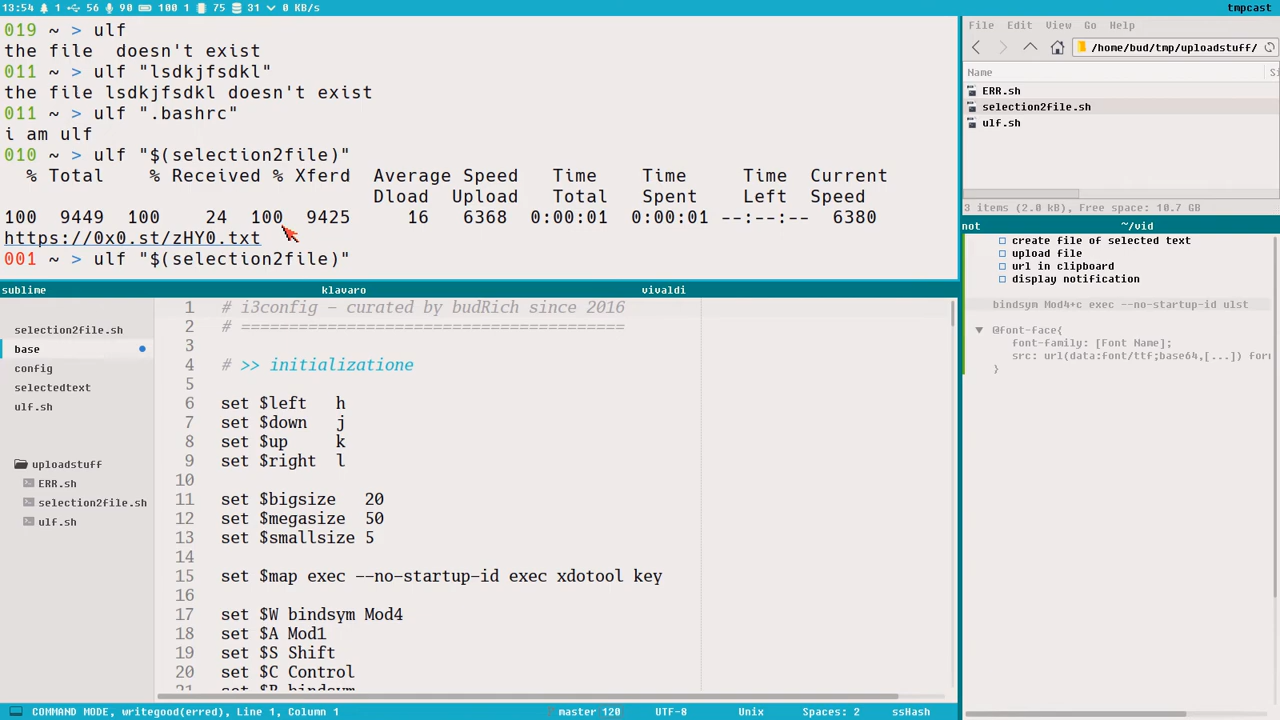 13:54 1 56 90 100 1 75 31 0 KB/s
tmpcast
019 ~ > ulf
the file  doesn't exist
011 ~ > ulf "lsdkjfsdkl"
the file lsdkjfsdkl doesn't exist
011 ~ > ulf ".bashrc"
i am ulf
010 ~ > ulf "$(selection2file)"
% Total % Received % Xferd Average Speed Time Time Time Current
Dload Upload Total Spent Left Speed
100 9449 100 24 100 9425 16 6368 0:00:01 0:00:01 --:--:-- 6380
https://0x0.st/zHY0.txt
001 ~ > ulf "$(selection2file)"
sublime klavaro vivaldi
selection2file.sh
base
config
selectedtext
ulf.sh
uploadstuff
ERR.sh
selection2file.sh
ulf.sh
1 # i3config – curated by budRich since 2016
2 # ========================================
3
4 # >> initializatione
5
6 set $left h
7 set $down j
8 set $up k
9 set $right l
10
11 set $bigsize 20
12 set $megasize 50
13 set $smallsize 5
14
15 set $map exec --no-startup-id exec xdotool key
16
17 set $W bindsym Mod4
18 set $A Mod1
19 set $S Shift
20 set $C Control
COMMAND MODE, writegood(erred), Line 1, Column 1 master 120 UTF-8 Unix Spaces: 2 ssHash
File Edit View Go Help
/home/bud/tmp/uploadstuff/
Name
ERR.sh
selection2file.sh
ulf.sh
3 items (2.0 kB), Free space: 10.7 GB
not ~/vid
create file of selected text
upload file
url in clipboard
display notification
bindsym Mod4+c exec --no-startup-id ulst
@font-face{
font-family: [Font Name];
src: url(data:font/ttf;base64,[...]) for
}